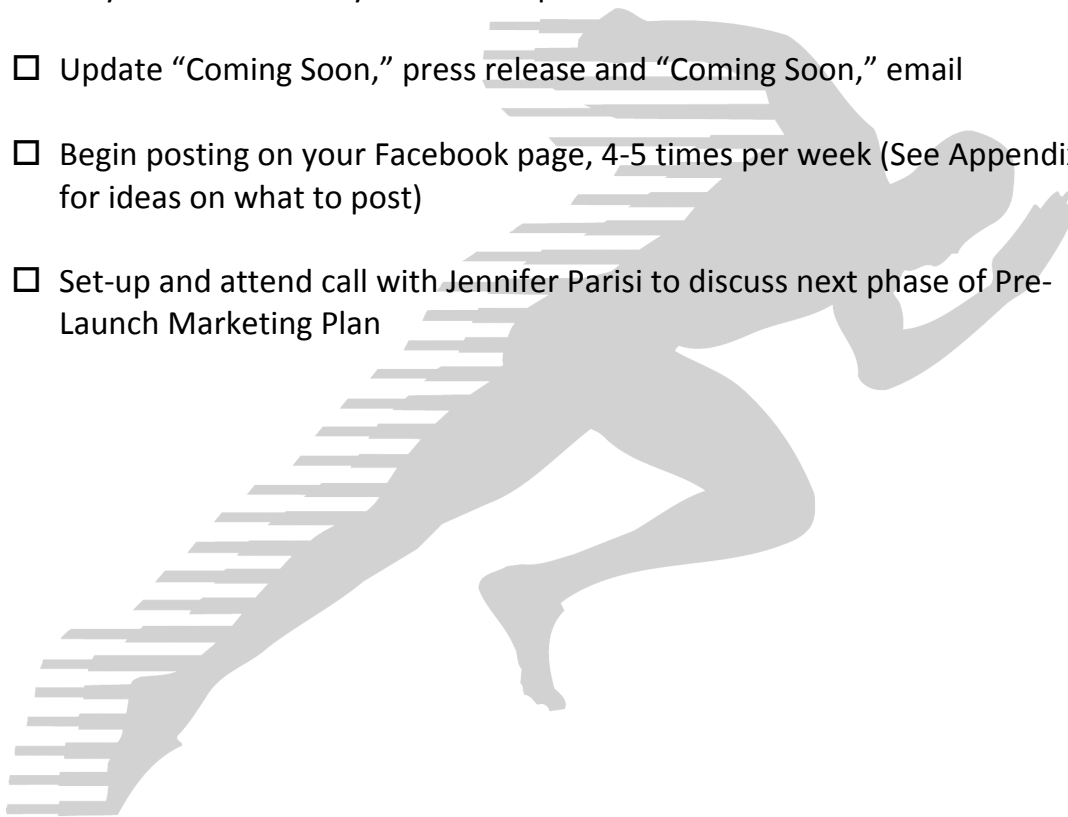 ☐ Update “Coming Soon,” press release and “Coming Soon,” email
☐ Begin posting on your Facebook page, 4-5 times per week (See
for ideas on what to post)
☐ Set-up and attend call with Jennifer Parisi to discuss next phase of Pre-
Launch Marketing Plan